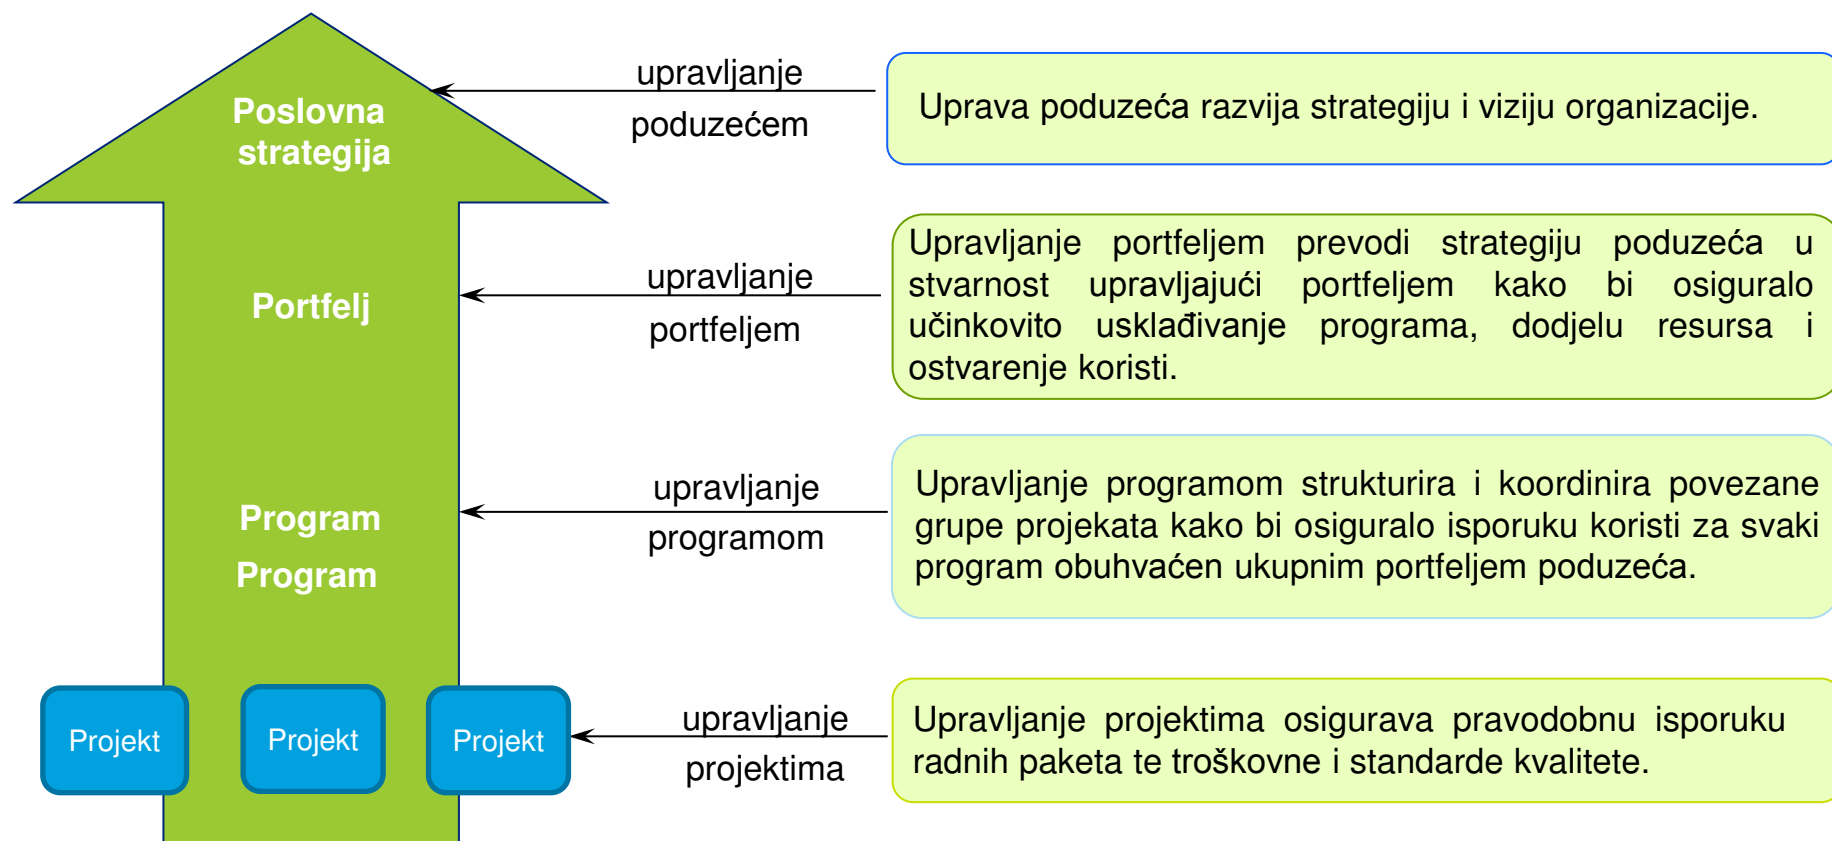 Poslovna
strategija
upravljanje
poduzećem
Uprava poduzeća razvija strategiju i viziju organizacije.
Portfelj
upravljanje
portfeljem
Upravljanje portfeljem prevodi strategiju poduzeća u
stvarnost upravljajući portfeljem kako bi osiguralo
učinkovito usklađivanje programa, dodjelu resursa i
ostvarenje koristi.
Program
Program
upravljanje
programom
Upravljanje programom strukturira i koordinira povezane
grupe projekata kako bi osiguralo isporuku koristi za svaki
program obuhvaćen ukupnim portfeljem poduzeća.
Projekt
Projekt
Projekt
upravljanje
projektima
Upravljanje projektima osigurava pravodobnu isporuku
radnih paketa te troškovne i standarde kvalitete.